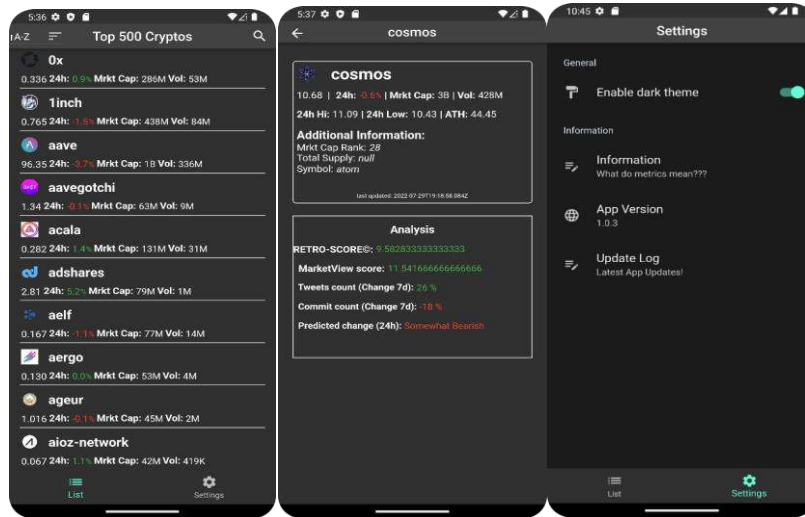 5:36
A-Z
Top 500 Cryptos
0x
0.336 24h: 0.9% Mrkt Cap: 286M Vol: 53M
1inch
0.765 24h: -1.5% Mrkt Cap: 438M Vol: 84M
aave
96.35 24h: -3.7% Mrkt Cap: 1B Vol: 336M
aavegotchi
1.34 24h: -0.1% Mrkt Cap: 63M Vol: 9M
acala
0.282 24h: 1.4% Mrkt Cap: 131M Vol: 31M
adshares
2.81 24h: 5.2% Mrkt Cap: 79M Vol: 1M
aelf
0.167 24h: -1.1% Mrkt Cap: 77M Vol: 14M
aergo
0.130 24h: 0.0% Mrkt Cap: 53M Vol: 4M
ageur
1.016 24h: -0.1% Mrkt Cap: 45M Vol: 2M
aioz-network
0.067 24h: 1.1% Mrkt Cap: 42M Vol: 419K
List
Settings
5:37
cosmos
cosmos
10.68 | 24h: -0.6% | Mrkt Cap: 3B | Vol: 428M
24h Hi: 11.09 | 24h Low: 10.43 | ATH: 44.45
Additional Information:
Mrkt Cap Rank: 28
Total Supply: null
Symbol: atom
last updated: 2022-07-29T19:18:58.084Z
Analysis
RETRO-SCORE©: 9.582833333333333
MarketView score: 11.541666666666666
Tweets count (Change 7d): 26 %
Commit count (Change 7d): -18 %
Predicted change (24h): Somewhat Bearish
10:45
Settings
General
Enable dark theme
Information
Information
What do metrics mean???
App Version
1.0.3
Update Log
Latest App Updates!
List
Settings